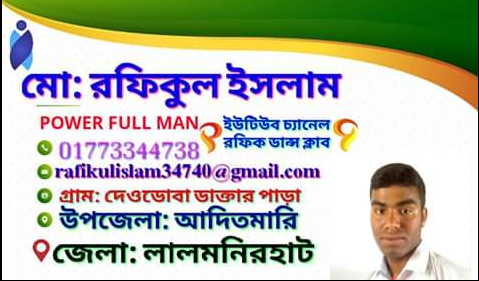 মো: রফিকুল ইসলাম
POWER FULL MAN
ইউটিউব চ্যানেল
রফিক ডান্স ক্লাব
01773344738
rafikulislam34740@gmail.com
গ্রাম: দেওডোবা ডাক্তার পাড়া
উপজেলা: আদিতমারি
জেলা: লালমনিরহাট